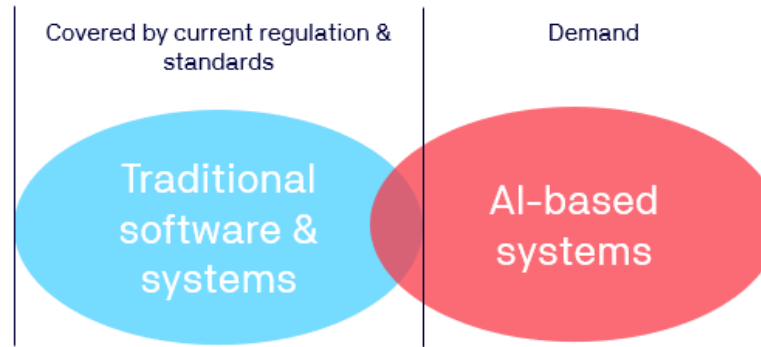 Covered by current regulation &
standards
Demand
Traditional
software &
systems
AI-based
systems